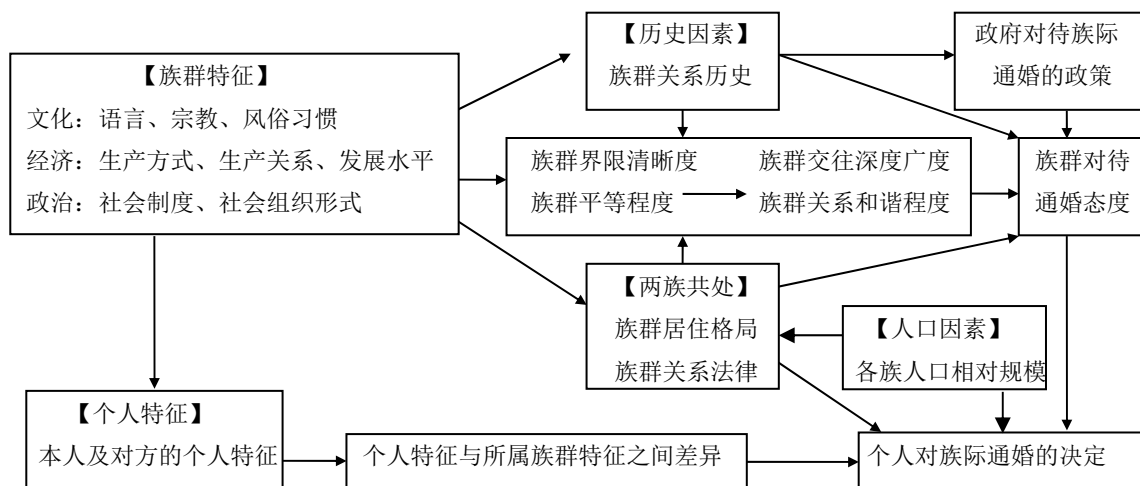 【族群特征】
文化：语言、宗教、风俗习惯
经济：生产方式、生产关系、发展水平
政治：社会制度、社会组织形式
【历史因素】
族群关系历史
政府对待族际
通婚的政策
族群界限清晰度
族群交往深度广度
族群平等程度
族群关系和谐程度
族群对待
通婚态度
【两族共处】
族群居住格局
族群关系法律
【人口因素】
各族人口相对规模
【个人特征】
本人及对方的个人特征
个人特征与所属族群特征之间差异
个人对族际通婚的决定